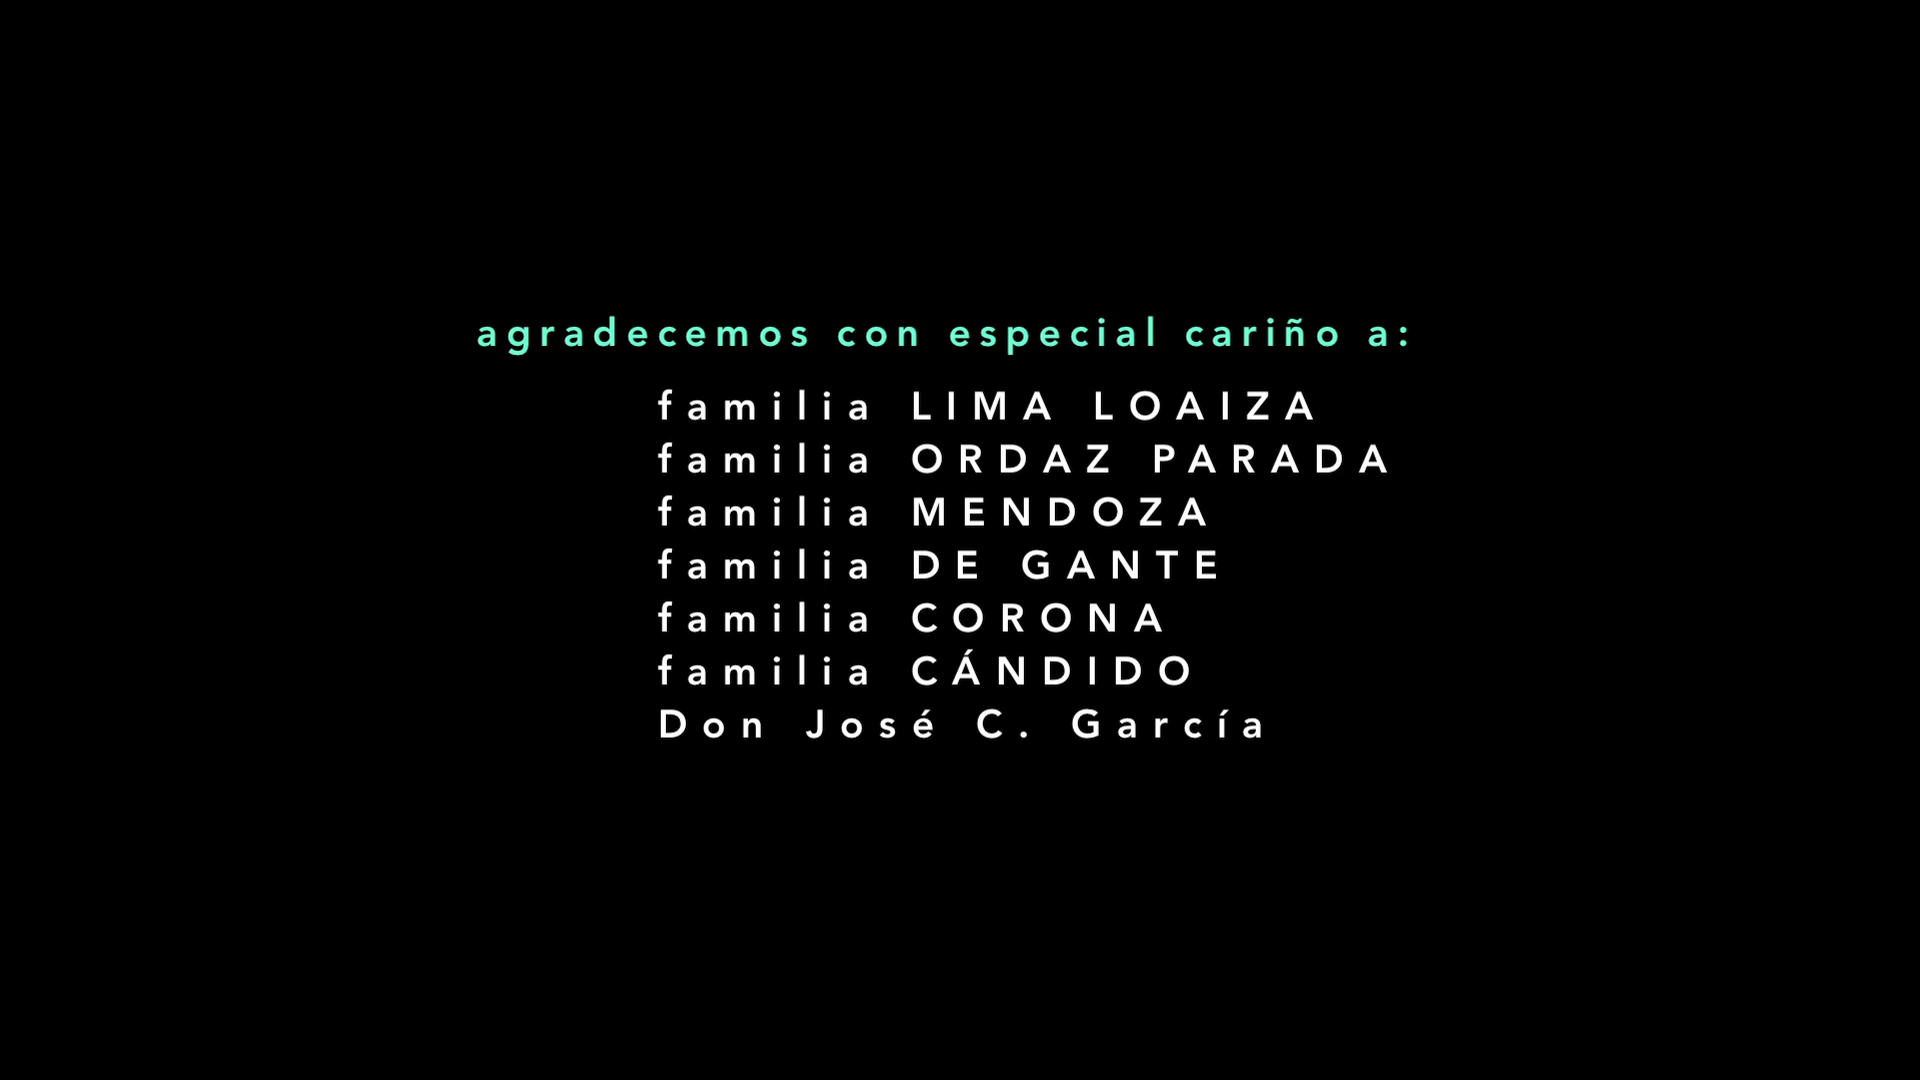 agradecemos con especial cariño a:
familia LIMA LOAIZA
familia ORDAZ PARADA
familia MENDOZA
familia DE GANTE
familia CORONA
familia CÁNDIDO
Don José C. García